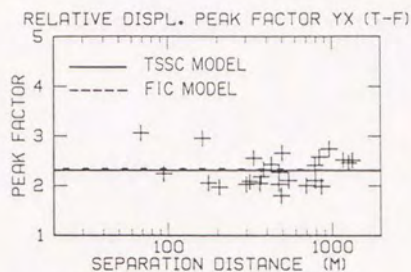 RELATIVE DISPL. PEAK FACTOR YX (T-F)
5
4
3
2
1
PEAK FACTOR
TSSC MODEL
FIC MODEL
100
1000
SEPARATION DISTANCE (M)